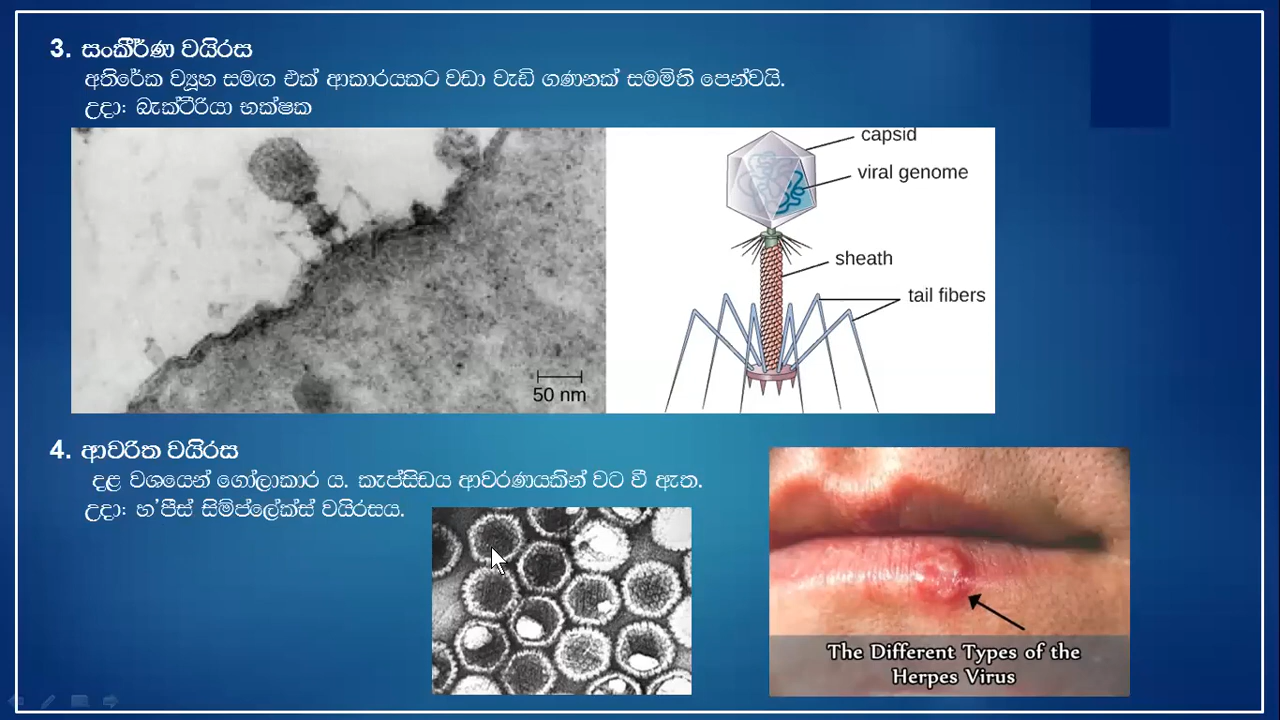 3. සංකීර්ණ වයිරස
අතිරේක ව්‍යූහ සමඟ එක් ආකාරයකට වඩා වැඩි ගණනක් සමමිති පෙන්වයි.
උදා: බැක්ටීරියා භක්ෂක
capsid
viral genome
sheath
tail fibers
50 nm
4. ආවරිත වයිරස
දළ වශයෙන් ගෝලාකාර ය. කැප්සිඩය ආවරණයකින් වට වී ඇත.
උදා: හ'පීස් සිම්ප්ලේක්ස් වයිරසය.
The Different Types of the
Herpes Virus